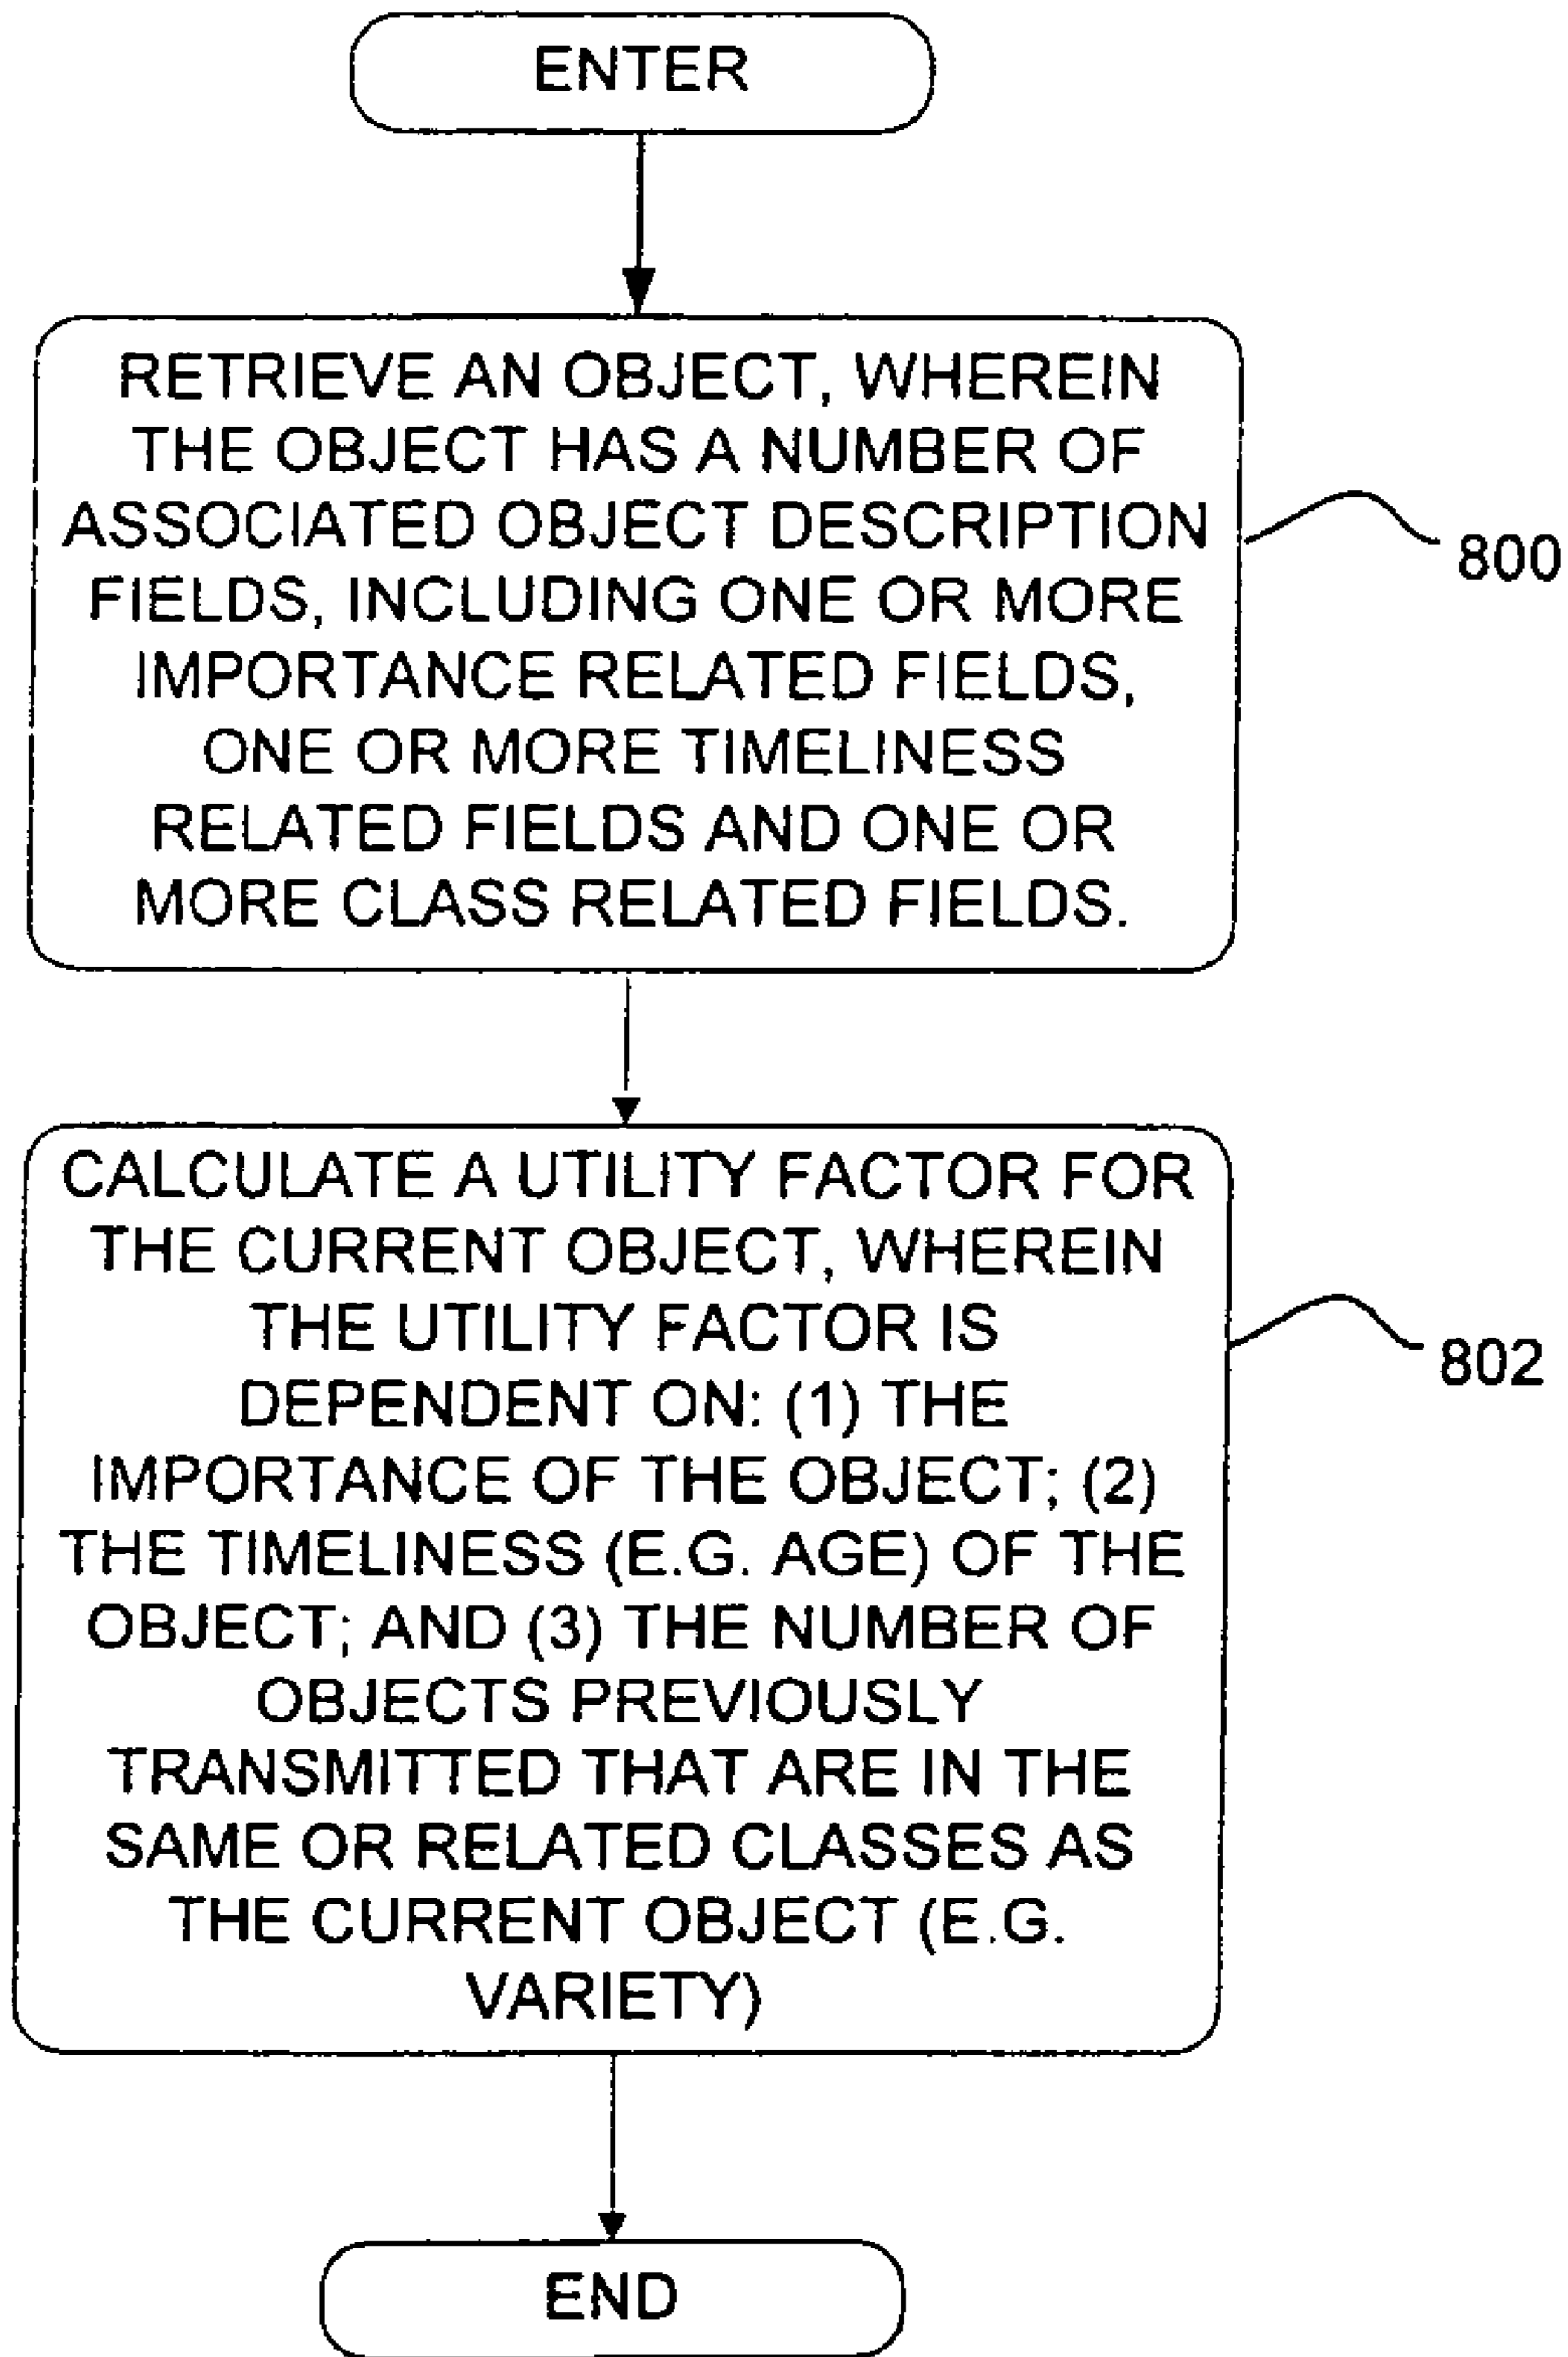 ENTER
RETRIEVE AN OBJECT, WHEREIN
THE OBJECT HAS A NUMBER OF
ASSOCIATED OBJECT DESCRIPTION
FIELDS, INCLUDING ONE OR MORE
IMPORTANCE RELATED FIELDS,
ONE OR MORE TIMELINESS
RELATED FIELDS AND ONE OR
MORE CLASS RELATED FIELDS.
800
CALCULATE A UTILITY FACTOR FOR
THE CURRENT OBJECT, WHEREIN
THE UTILITY FACTOR IS
DEPENDENT ON: (1) THE
IMPORTANCE OF THE OBJECT; (2)
THE TIMELINESS (E.G. AGE) OF THE
OBJECT; AND (3) THE NUMBER OF
OBJECTS PREVIOUSLY
TRANSMITTED THAT ARE IN THE
SAME OR RELATED CLASSES AS
THE CURRENT OBJECT (E.G.
VARIETY)
802
END